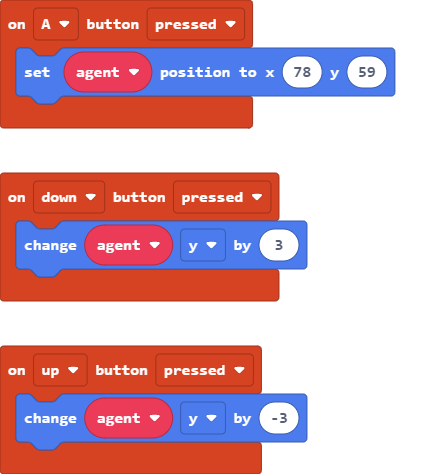 on A button pressed
set agent position to x 78 y 59
on down button pressed
change agent y by 3
on up button pressed
change agent y by -3